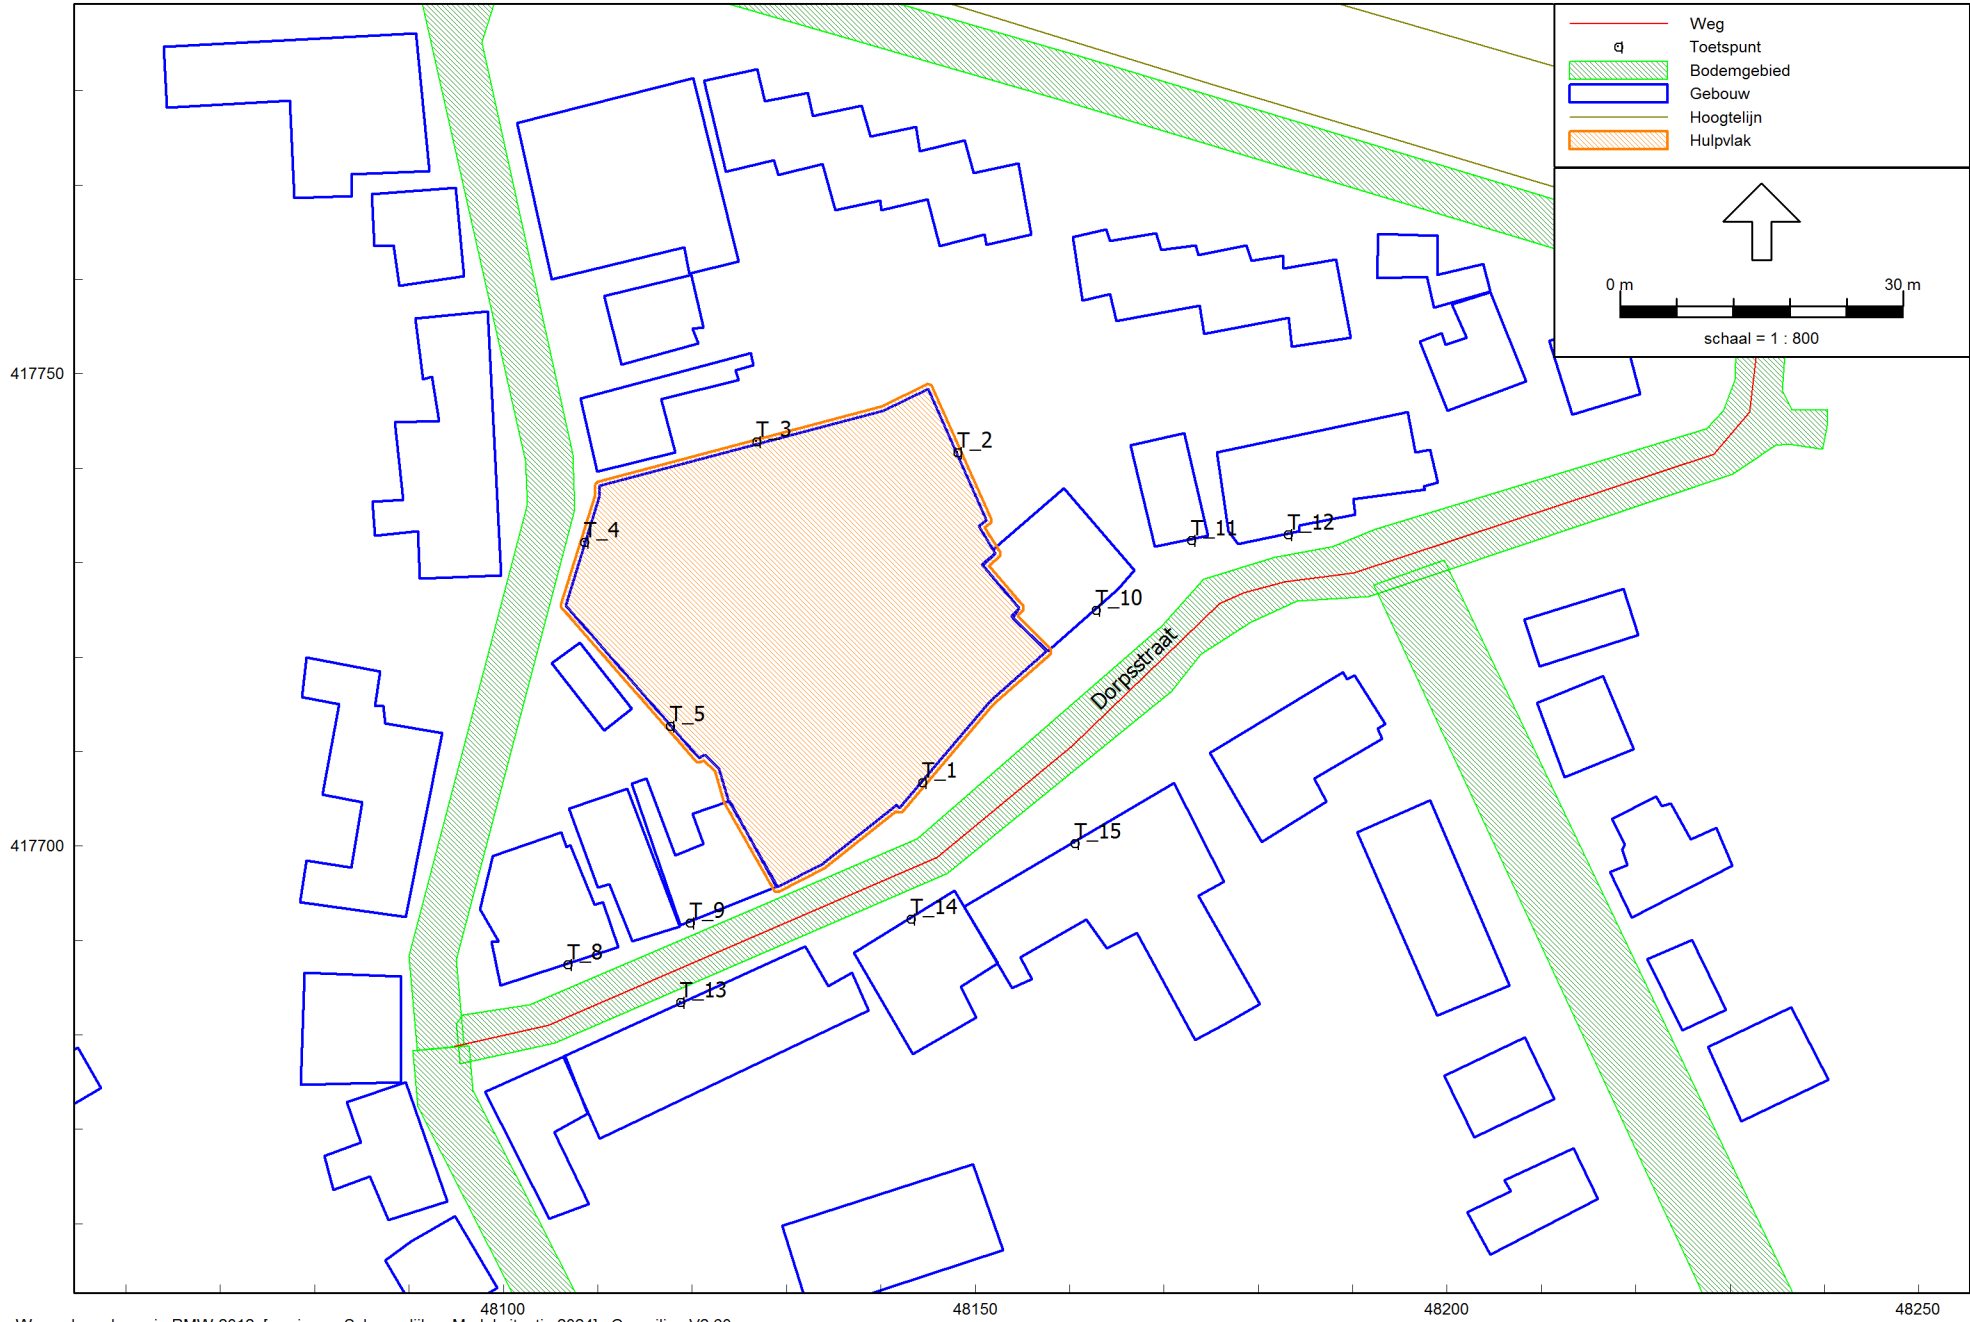 Weg
Toetspunt
Bodemgebied
Gebouw
Hoogtelijn
Hulpvlak
0 m 30 m
schaal = 1 : 800
417750
T_3
T_2
T_4
T_11
T_12
T_10
Dorpsstraat
T_5
T_1
417700
T_15
T_14
T_9
T_8
T_13
48100 48150 48200 48250